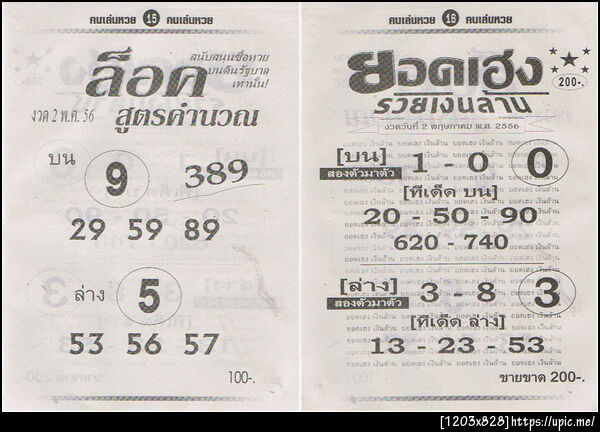 คนเล่นหวย 15 คนเล่นหวย
ล็อค
สนับสนุนซื้อหวย
บนดินรัฐบาล
เท่านั้น!
งวด 2 พ.ค. 56 สูตรคำนวณ
บน 9 389
29 59 89
ล่าง 5
53 56 57
100-.
คนเล่นหวย 16 คนเล่นหวย
ยอดเฮง
200-.
รวยเงินล้าน
งวดวันที่ 2 พฤษภาคม พ.ศ. 2556
[บน] 1 - 0 0
สองตัวมาตัว
[ทีเด็ด บน]
20 - 50 - 90
620 - 740
[ล่าง] 3 - 8 3
สองตัวมาตัว
[ทีเด็ด ล่าง]
13 - 23 - 53
ขายขาด 200-.
[1203x828]https://upic.me/